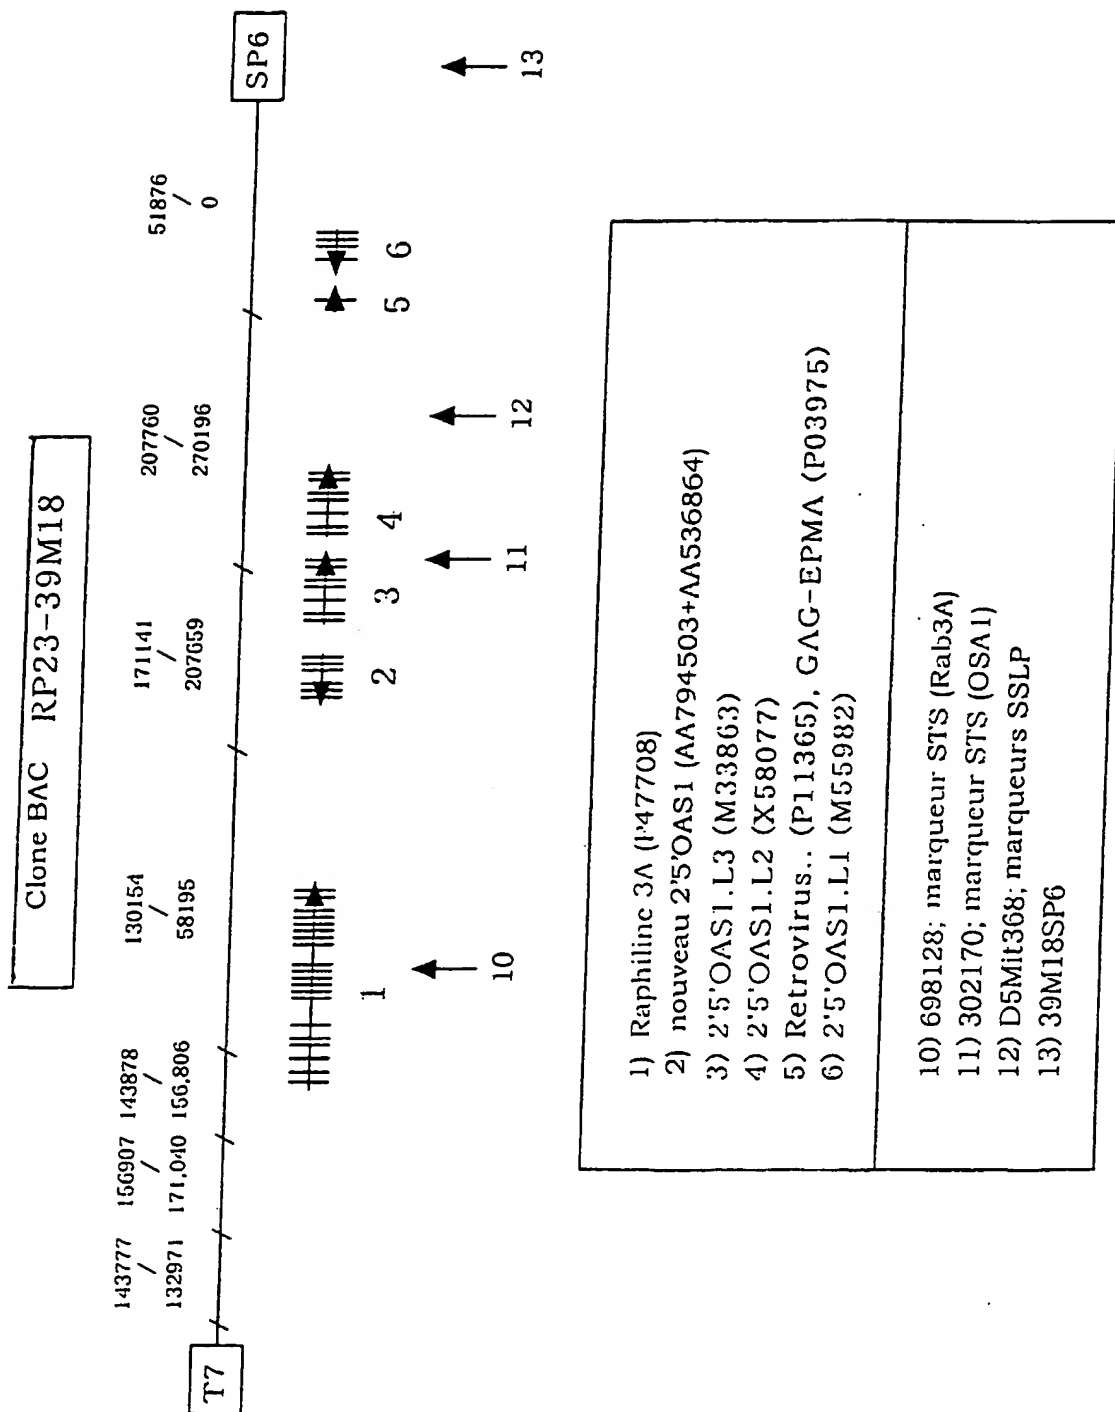 Clone BAC RP23-39M18
143777 156907 143878 130154 171141 207760 51876
/ / / / / / /
132971 171,040 156,806 58195 207659 270196 0
T7 SP6
1 2 3 4 5 6
10 11 12 13
1) Raphiline 3A (P47708)
2) nouveau 2'5'OAS1 (AA794503+AA536864)
3) 2'5'OAS1.L3 (M33863)
4) 2'5'OAS1.L2 (X58077)
5) Retrovirus.. (P11365), GAG-EPMA (P03975)
6) 2'5'OAS1.L1 (M55982)
10) 698128; marqueur STS (Rab3A)
11) 302170; marqueur STS (OSA1)
12) D5Mit368; marqueurs SSLP
13) 39M18SP6